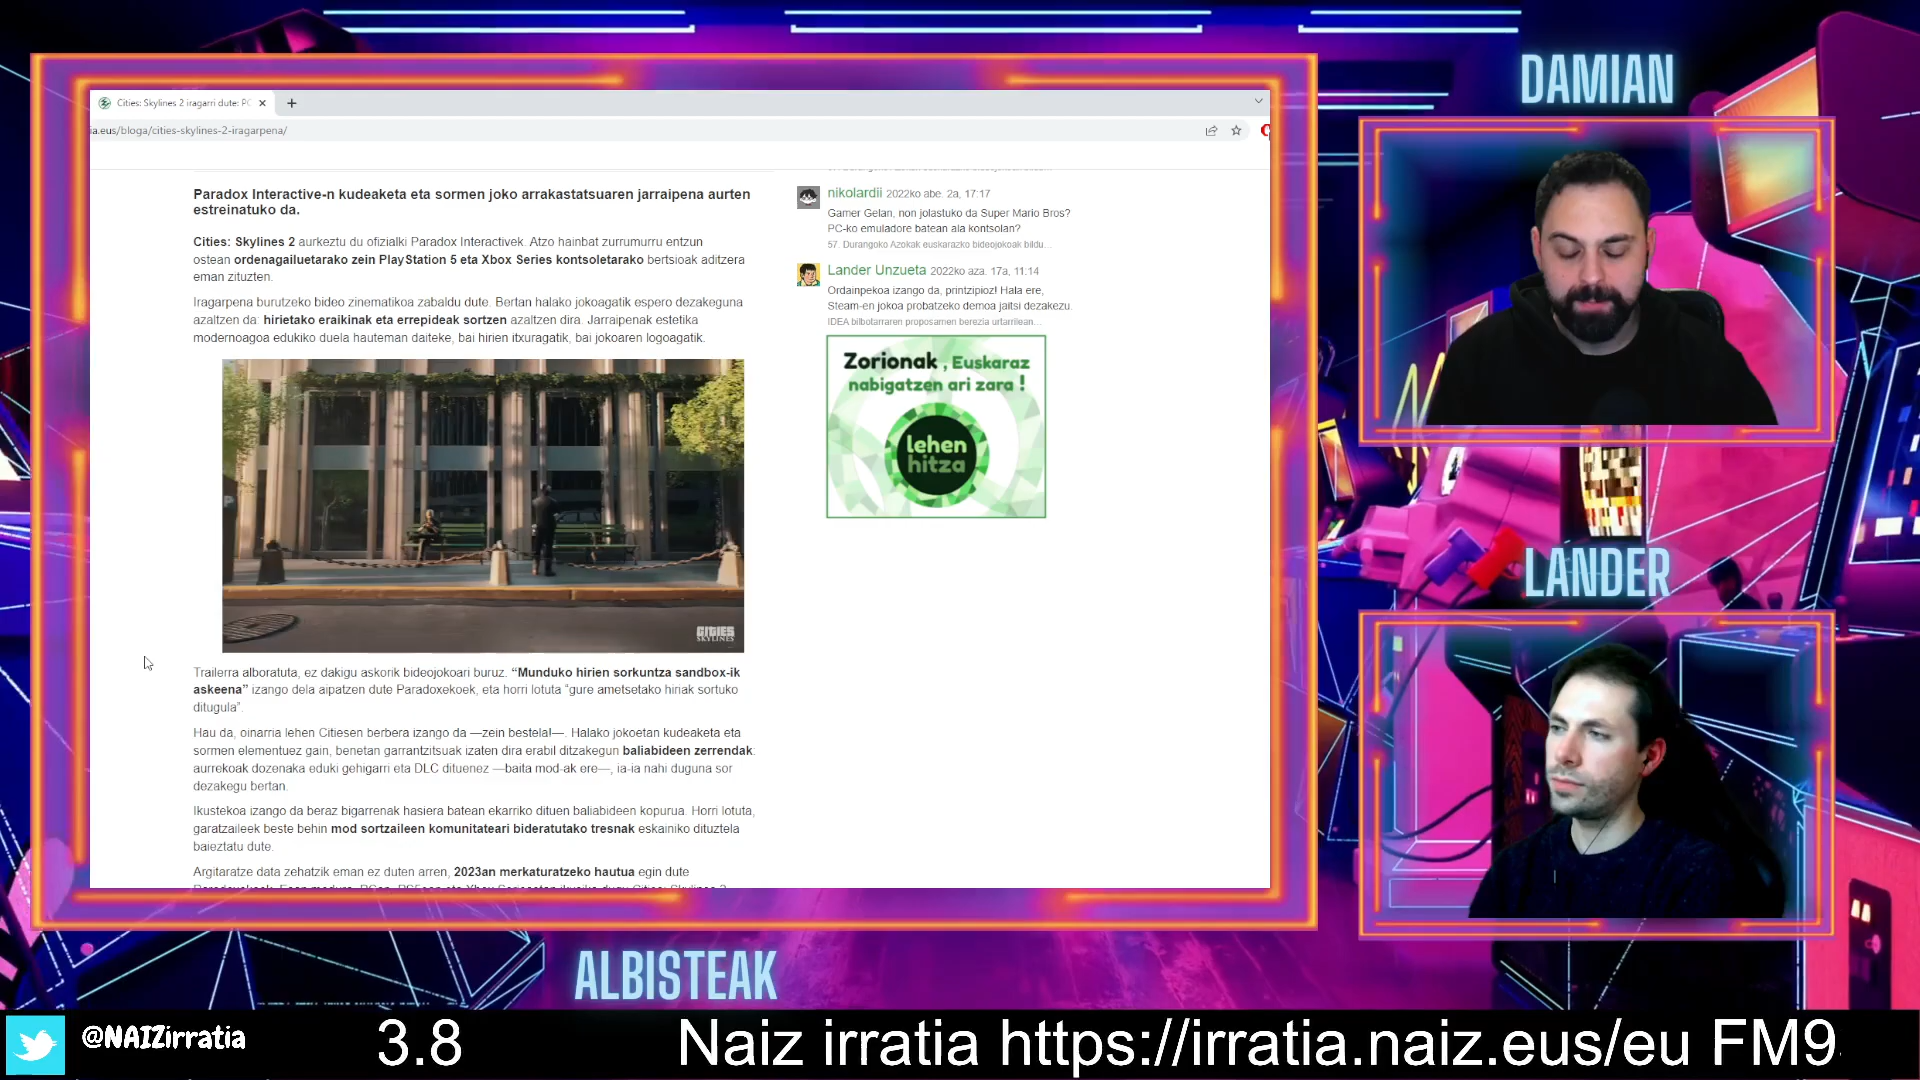 DAMIAN
Cities: Skylines 2 iragarri dute: PC
ia.eus/bloga/cities-skylines-2-iragarpena/
Paradox Interactive-n kudeaketa eta sormen joko arrakastatsuaren jarraipena aurten
estreinatuko da.
Cities: Skylines 2 aurkeztu du ofizialki Paradox Interactivek. Atzo hainbat zurrumurru entzun
ostean ordenagailuetarako zein PlayStation 5 eta Xbox Series kontsoletarako bertsioak aditzera
eman zituzten.
Iragarpena burutzeko bideo zinematikoa zabaldu dute. Bertan halako jokoagatik espero dezakeguna
azaltzen da: hirietako eraikinak eta errepideak sortzen azaltzen dira. Jarraipenak estetika
modernoagoa edukiko duela hauteman daiteke, bai hirien itxuragatik, bai jokoaren logoagatik.
CITIES
SKYLINES
Trailerra alboratuta, ez dakigu askorik bideojokoari buruz. “Munduko hirien sorkuntza sandbox-ik
askeena” izango dela aipatzen dute Paradoxekoek, eta horri lotuta “gure ametsetako hiriak sortuko
ditugula”.
Hau da, oinarria lehen Citiesen berbera izango da —zein bestela!—. Halako jokoetan kudeaketa eta
sormen elementuez gain, benetan garrantzitsuak izaten dira erabil ditzakegun baliabideen zerrendak:
aurrekoak dozenaka eduki gehigarri eta DLC dituenez —baita mod-ak ere—, ia-ia nahi duguna sor
dezakegu bertan.
Ikustekoa izango da beraz bigarrenak hasiera batean ekarriko dituen baliabideen kopurua. Horri lotuta,
garatzaileek beste behin mod sortzaileen komunitateari bideratutako tresnak eskainiko dituztela
baieztatu dute.
Argitaratze data zehatzik eman ez duten arren, 2023an merkaturatzeko hautua egin dute
nikolardii 2022ko abe. 2a, 17:17
Gamer Gelan, non jolastuko da Super Mario Bros?
PC-ko emuladore batean ala kontsolan?
57. Durangoko Azokak euskarazko bideojokoak bildu...
Lander Unzueta 2022ko aza. 17a, 11:14
Ordainpekoa izango da, printzipioz! Hala ere,
Steam-en jokoa probatzeko demoa jaitsi dezakezu.
IDEA bilbotarraren proposamen berezia urtarrilean...
Zorionak , Euskaraz
nabigatzen ari zara !
lehen
hitza
LANDER
ALBISTEAK
@NAIZirratia
3.8
Naiz irratia https://irratia.naiz.eus/eu FM9